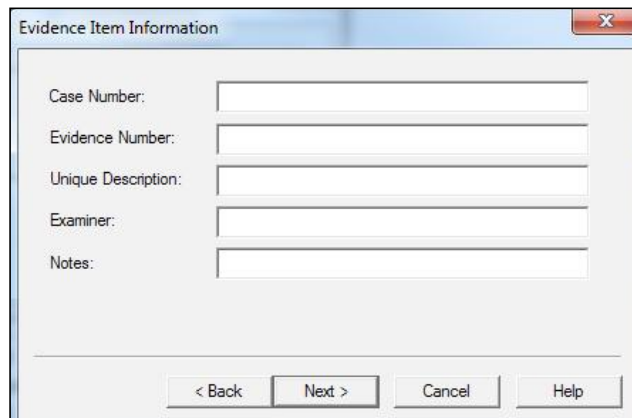 Evidence Item Information
X
Case Number:
Evidence Number:
Unique Description:
Examiner:
Notes:
< Back Next > Cancel Help